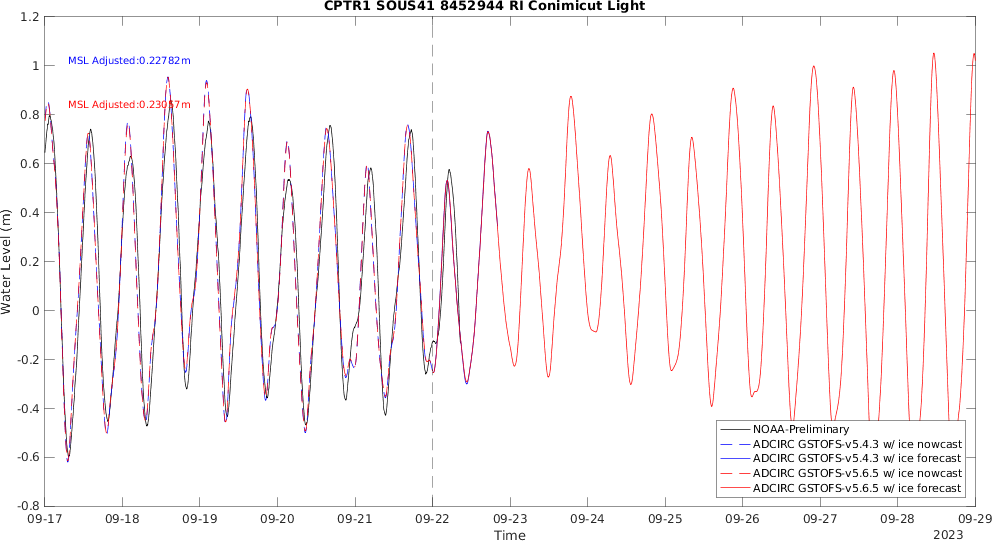 CPTR1 SOUS41 8452944 RI Conimicut Light
1.2
1
0.8
0.6
0.4
0.2
0
-0.2
-0.4
-0.6
-0.8
Water Level (m)
MSL Adjusted:0.22782m
MSL Adjusted:0.23057m
NOAA-Preliminary
ADCIRC GSTOFS-v5.4.3 w/ ice nowcast
ADCIRC GSTOFS-v5.4.3 w/ ice forecast
ADCIRC GSTOFS-v5.6.5 w/ ice nowcast
ADCIRC GSTOFS-v5.6.5 w/ ice forecast
09-17 09-18 09-19 09-20 09-21 09-22 09-23 09-24 09-25 09-26 09-27 09-28 09-29
Time
2023